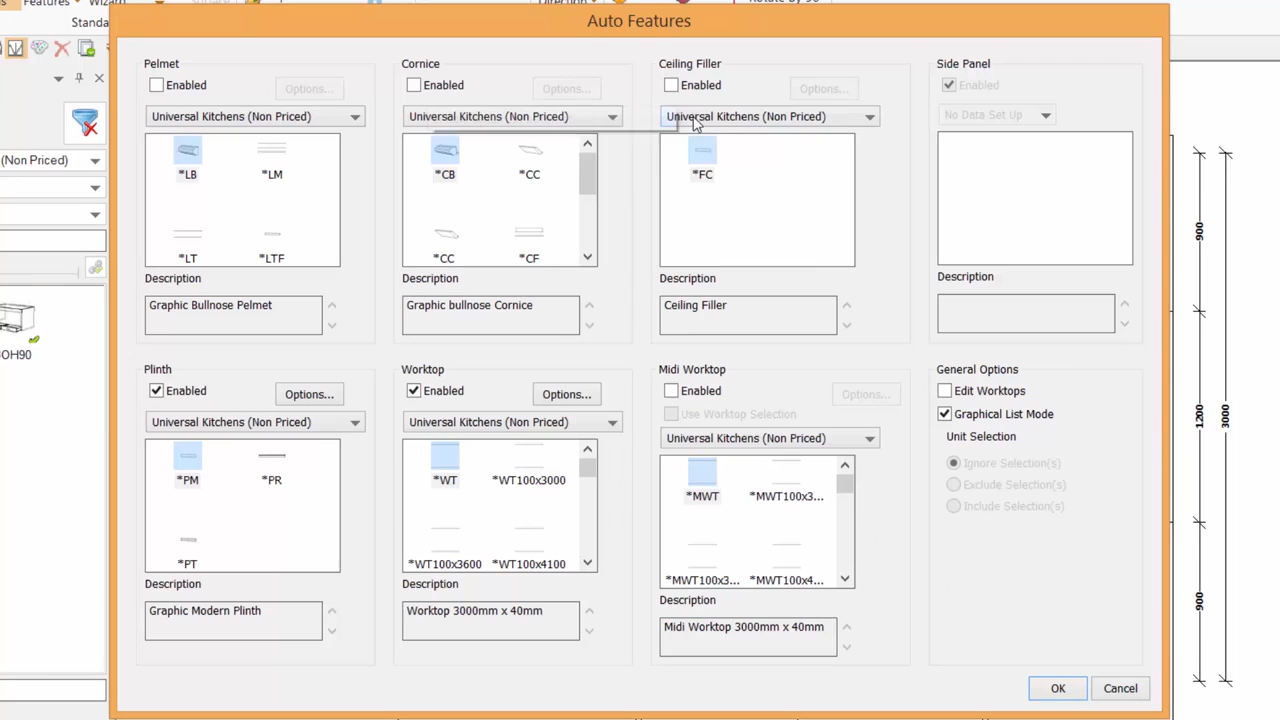 Features
Wizard
Square
Direction
Rotate By 90
Standa
Auto Features
(Non Priced)
OH90
Pelmet
Enabled
Options...
Universal Kitchens (Non Priced)
*LB
*LM
*LT
*LTF
Description
Graphic Bullnose Pelmet
Cornice
Enabled
Options...
Universal Kitchens (Non Priced)
*CB
*CC
*CC
*CF
Description
Graphic bullnose Cornice
Ceiling Filler
Enabled
Options...
Universal Kitchens (Non Priced)
*FC
Description
Ceiling Filler
Side Panel
Enabled
No Data Set Up
Description
Plinth
Enabled
Options...
Universal Kitchens (Non Priced)
*PM
*PR
*PT
Description
Graphic Modern Plinth
Worktop
Enabled
Options...
Universal Kitchens (Non Priced)
*WT
*WT100x3000
*WT100x3600
*WT100x4100
Description
Worktop 3000mm x 40mm
Midi Worktop
Enabled
Options...
Use Worktop Selection
Universal Kitchens (Non Priced)
*MWT
*MWT100x3...
*MWT100x3...
*MWT100x4...
Description
Midi Worktop 3000mm x 40mm
General Options
Edit Worktops
Graphical List Mode
Unit Selection
Ignore Selection(s)
Exclude Selection(s)
Include Selection(s)
OK
Cancel
900
1200
3000
900